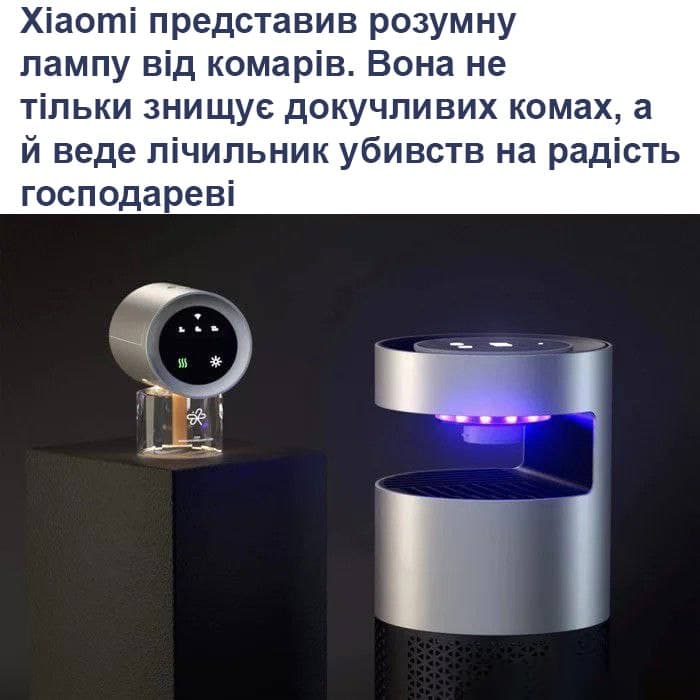 Xiaomi представив розумну
лампу від комарів. Вона не
тільки знищує докучливих комах, а
й веде лічильник убивств на радість
господареві